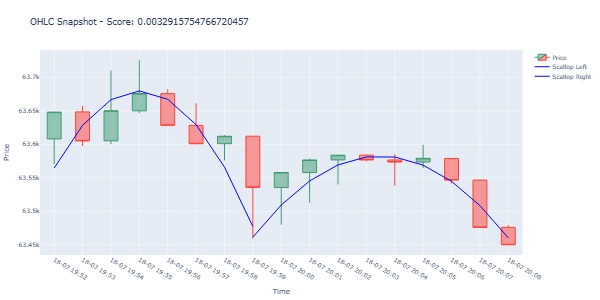 OHLC Snapshot - Score: 0.0032915754766720457
Price
Scallop Left
Scallop Right
63.7k
63.65k
63.6k
63.55k
63.5k
63.45k
Price
18-07 19:52
18-07 19:53
18-07 19:54
18-07 19:55
18-07 19:56
18-07 19:57
18-07 19:58
18-07 19:59
18-07 20:00
18-07 20:01
18-07 20:02
18-07 20:03
18-07 20:04
18-07 20:05
18-07 20:06
18-07 20:07
18-07 20:08
Time